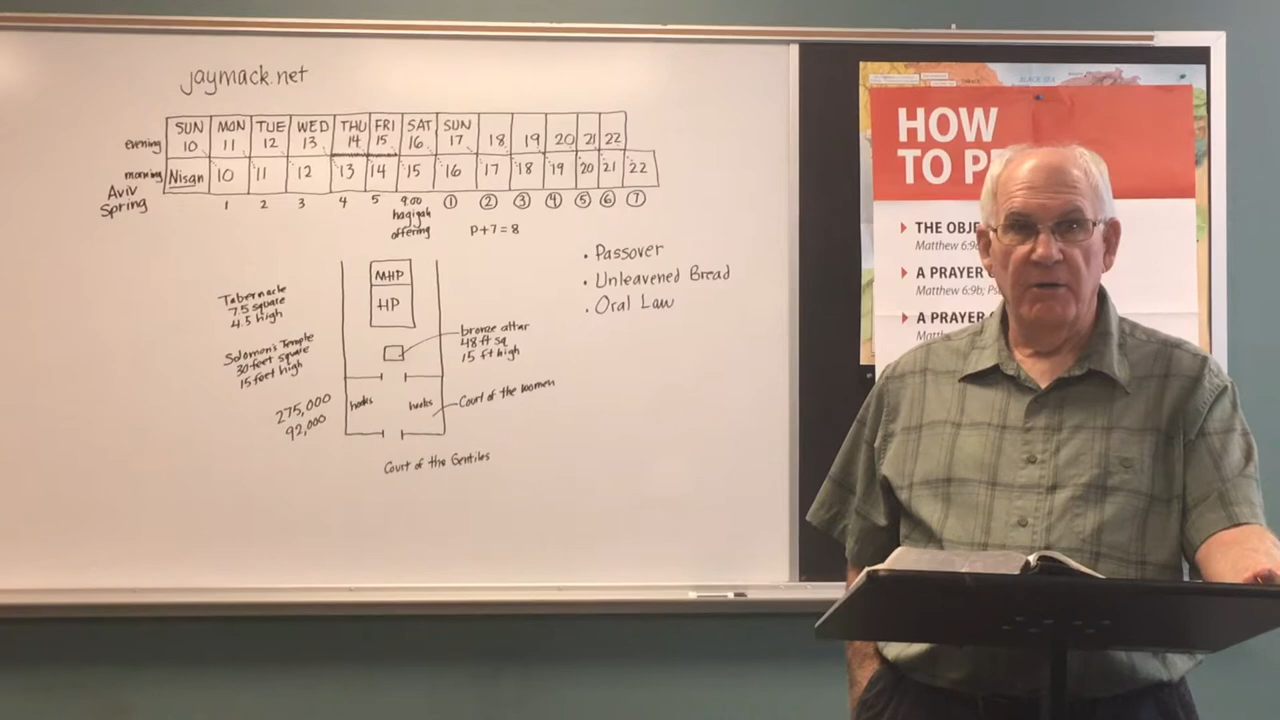 jaymack.net
SUN MON TUE WED THU FRI SAT SUN
evening 10 11 12 13 14 15 16 17 18 19 20 21 22
morning Nisan 10 11 12 13 14 15 16 17 18 19 20 21 22
Aviv
Spring
1 2 3 4 5 9:00 1 2 3 4 5 6 7
hagigah
offering
P+7=8
• Passover
• Unleavened Bread
• Oral Law
MHP
HP
Tabernacle
7.5 square
4.5 high
Solomon's Temple
30 feet square
15 feet high
275,000
92,000
bronze altar
48 ft sq
15 ft high
hooks hooks
Court of the women
Court of the Gentiles
BLACK SEA
HOW
TO P
THE OBJE
Matthew 6:9
A PRAYER
Matthew 6:9b; Ps
A PRAYER
Matth